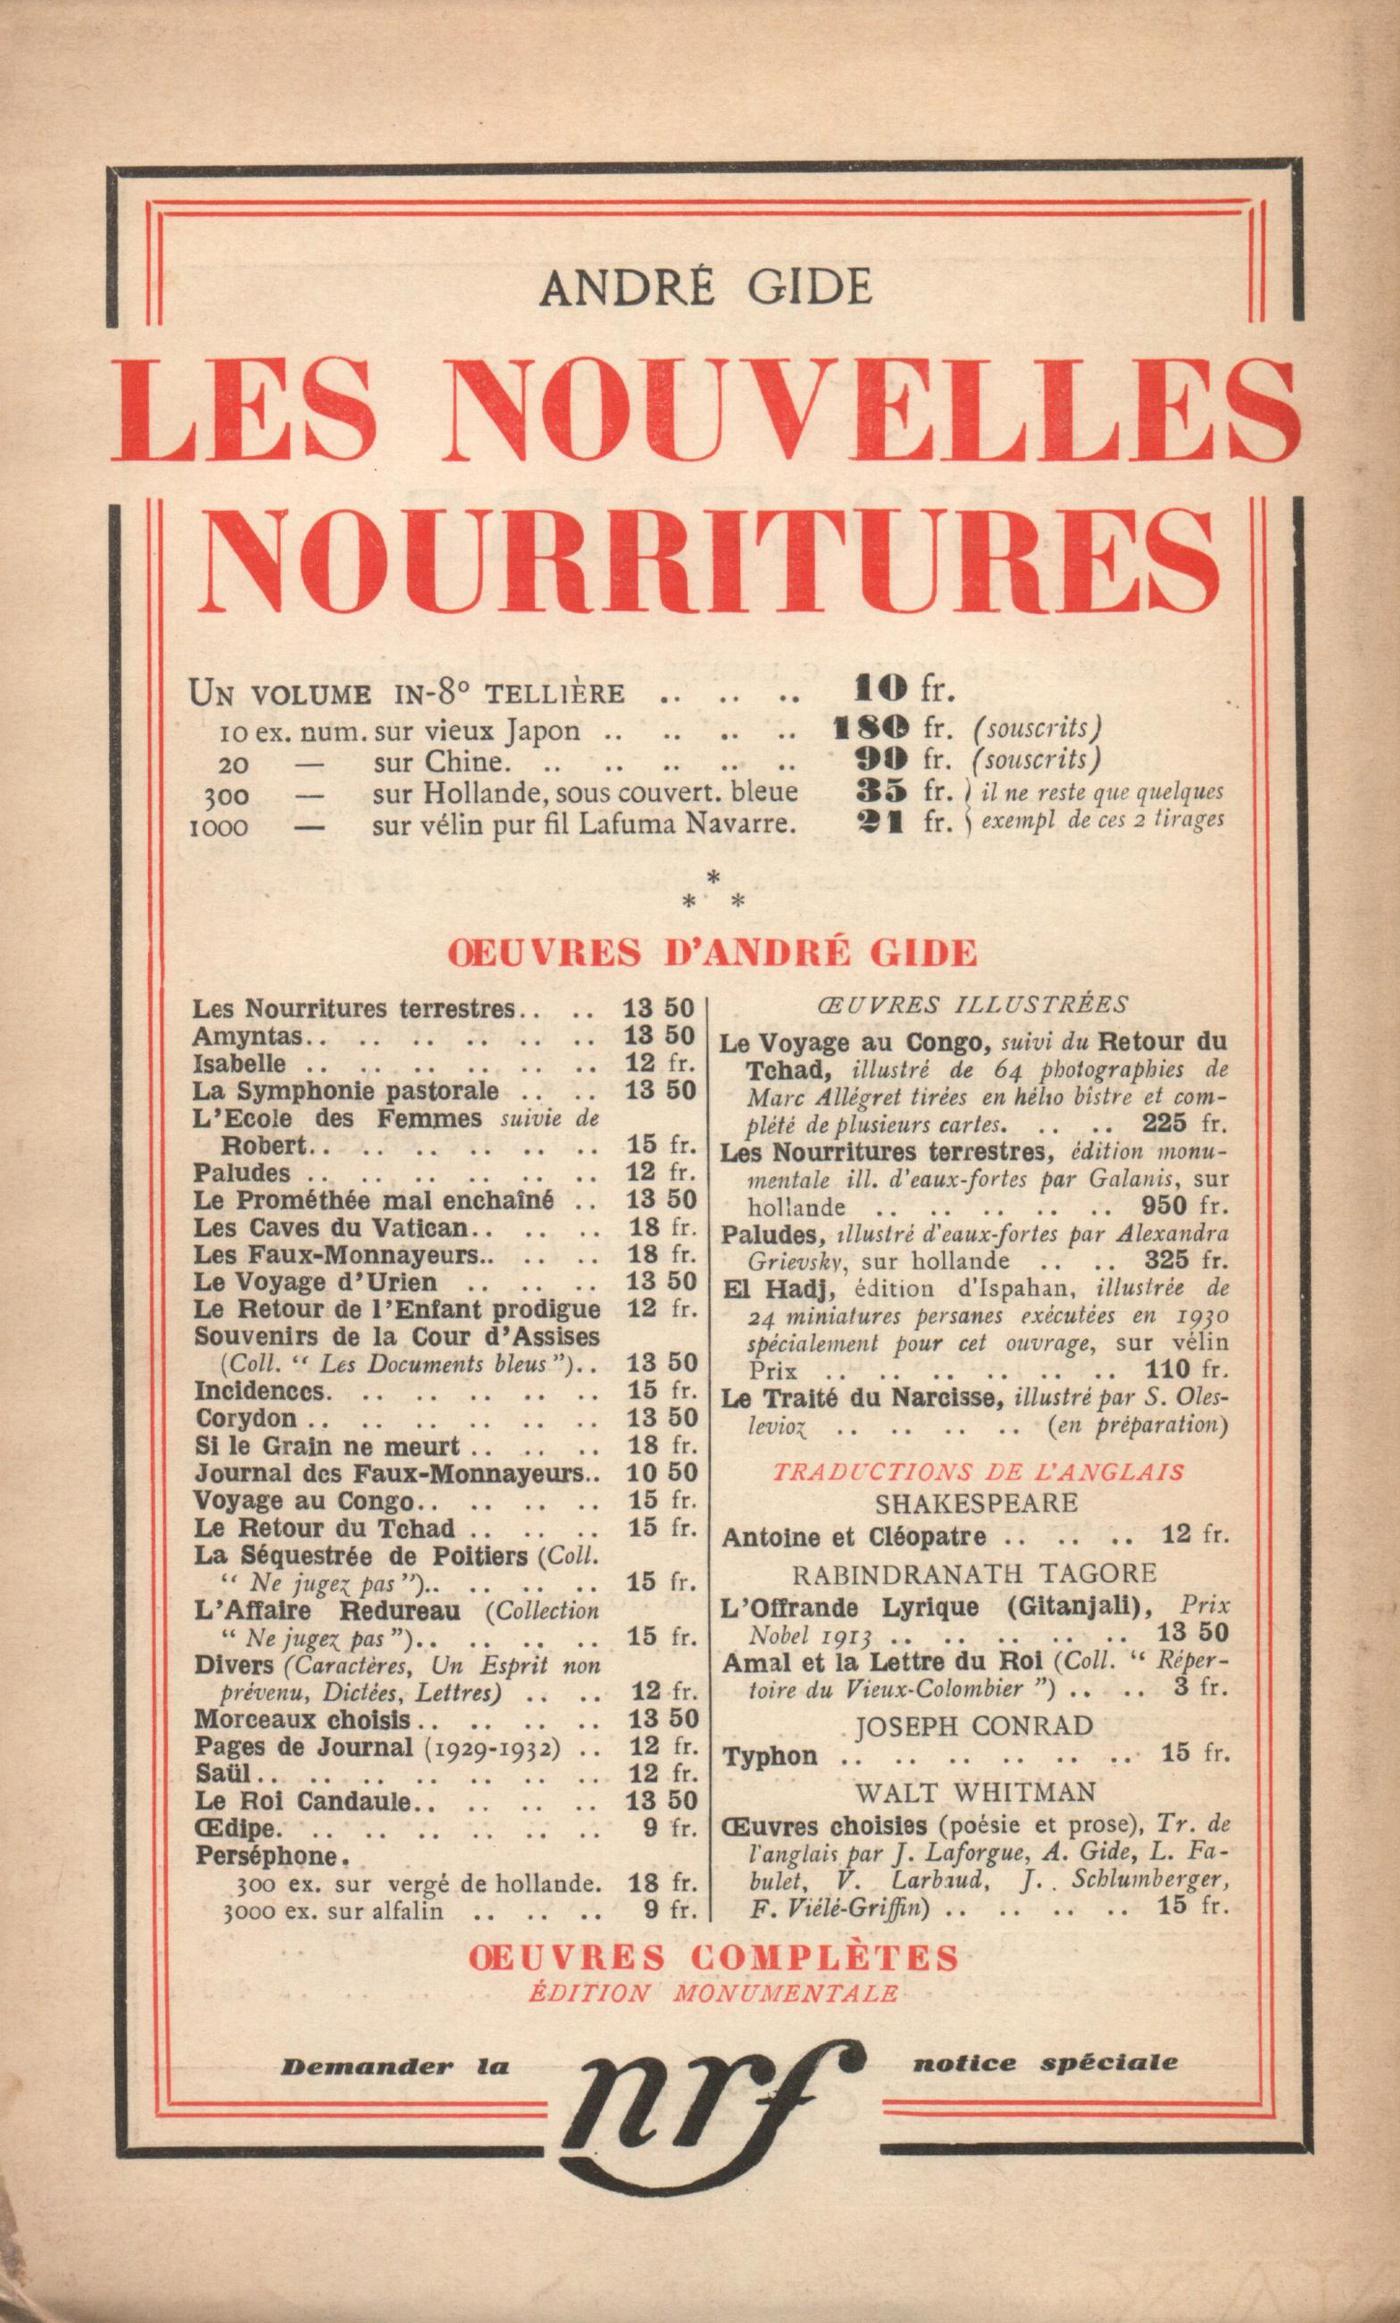 ANDRÉ GIDE
LES NOUVELLES
NOURRITURES
UN VOLUME IN-8º TELLIÈRE .. .. .. 10 fr.
10 ex. num. sur vieux Japon .. .. .. .. 180 fr. (souscrits)
20 — sur Chine. .. .. .. .. .. 90 fr. (souscrits)
300 — sur Hollande, sous couvert. bleue 35 fr. } il ne reste que quelques
1000 — sur vélin pur fil Lafuma Navarre. 21 fr. } exempl de ces 2 tirages
*
* *
ŒUVRES D'ANDRÉ GIDE
Les Nourritures terrestres.. .. 13 50
Amyntas.. .. .. .. .. .. 13 50
Isabelle .. .. .. .. .. .. 12 fr.
La Symphonie pastorale .. .. 13 50
L'Ecole des Femmes suivie de
Robert.. .. .. .. .. .. 15 fr.
Paludes .. .. .. .. .. .. 12 fr.
Le Prométhée mal enchaîné .. 13 50
Les Caves du Vatican.. .. .. 18 fr.
Les Faux-Monnayeurs.. .. .. 18 fr.
Le Voyage d'Urien .. .. .. 13 50
Le Retour de l'Enfant prodigue 12 fr.
Souvenirs de la Cour d'Assises
(Coll. “ Les Documents bleus ”).. 13 50
Incidences. .. .. .. .. .. 15 fr.
Corydon .. .. .. .. .. .. 13 50
Si le Grain ne meurt .. .. .. 18 fr.
Journal des Faux-Monnayeurs.. 10 50
Voyage au Congo.. .. .. .. 15 fr.
Le Retour du Tchad .. .. .. 15 fr.
La Séquestrée de Poitiers (Coll.
“ Ne jugez pas ”).. .. .. .. 15 fr.
L'Affaire Redureau (Collection
“ Ne jugez pas ”).. .. .. .. 15 fr.
Divers (Caractères, Un Esprit non
prévenu, Dictées, Lettres) .. .. 12 fr.
Morceaux choisis .. .. .. .. 13 50
Pages de Journal (1929-1932) .. 12 fr.
Saül .. .. .. .. .. .. .. 12 fr.
Le Roi Candaule.. .. .. .. 13 50
Œdipe. .. .. .. .. .. .. 9 fr.
Perséphone.
300 ex. sur vergé de hollande. 18 fr.
3000 ex. sur alfalin .. .. .. 9 fr.
ŒUVRES ILLUSTRÉES
Le Voyage au Congo, suivi du Retour du
Tchad, illustré de 64 photographies de
Marc Allégret tirées en hélio bistre et com-
plété de plusieurs cartes. .. .. 225 fr.
Les Nourritures terrestres, édition monu-
mentale ill. d'eaux-fortes par Galanis, sur
hollande .. .. .. .. .. 950 fr.
Paludes, illustré d'eaux-fortes par Alexandra
Grievsky, sur hollande .. .. 325 fr.
El Hadj, édition d'Ispahan, illustrée de
24 miniatures persanes exécutées en 1930
spécialement pour cet ouvrage, sur vélin
Prix .. .. .. .. .. .. 110 fr.
Le Traité du Narcisse, illustré par S. Oles-
levioz .. .. .. .. (en préparation)
TRADUCTIONS DE L'ANGLAIS
SHAKESPEARE
Antoine et Cléopatre .. .. .. 12 fr.
RABINDRANATH TAGORE
L'Offrande Lyrique (Gitanjali), Prix
Nobel 1913 .. .. .. .. .. 13 50
Amal et la Lettre du Roi (Coll. “ Réper-
toire du Vieux-Colombier ”) .. .. 3 fr.
JOSEPH CONRAD
Typhon .. .. .. .. .. .. 15 fr.
WALT WHITMAN
Œuvres choisies (poésie et prose), Tr. de
l'anglais par J. Laforgue, A. Gide, L. Fa-
bulet, V. Larbaud, J. Schlumberger,
F. Viélé-Griffin) .. .. .. .. 15 fr.
ŒUVRES COMPLÈTES
ÉDITION MONUMENTALE
Demander la nrf notice spéciale